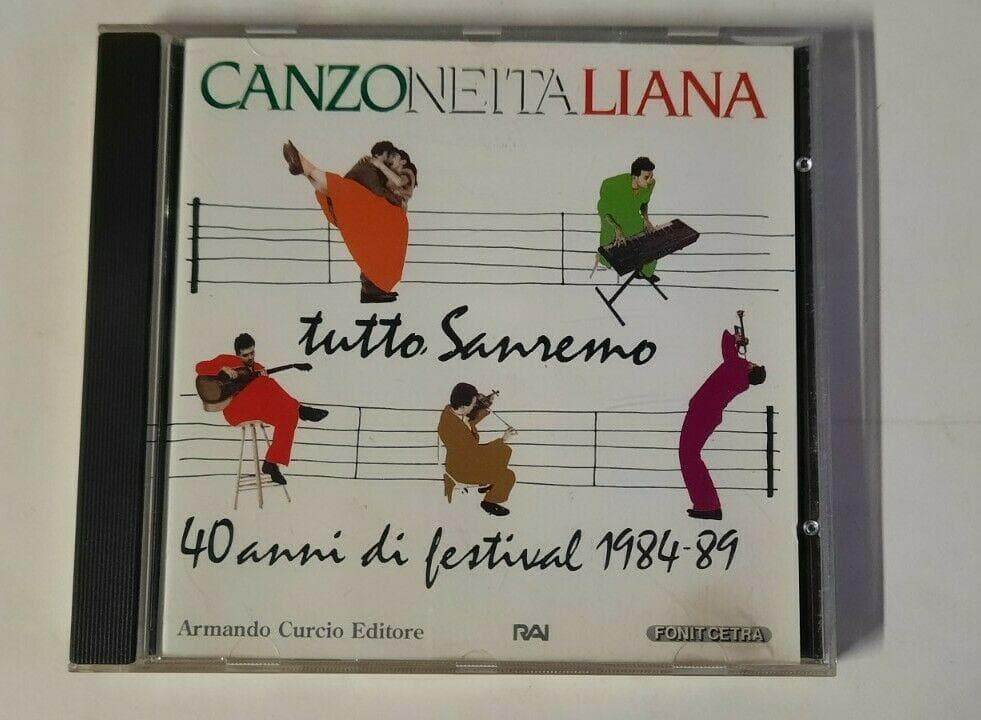 CANZONEITALIANA
tutto Sanremo
40 anni di festival 1984-89
Armando Curcio Editore RAI FONIT CETRA